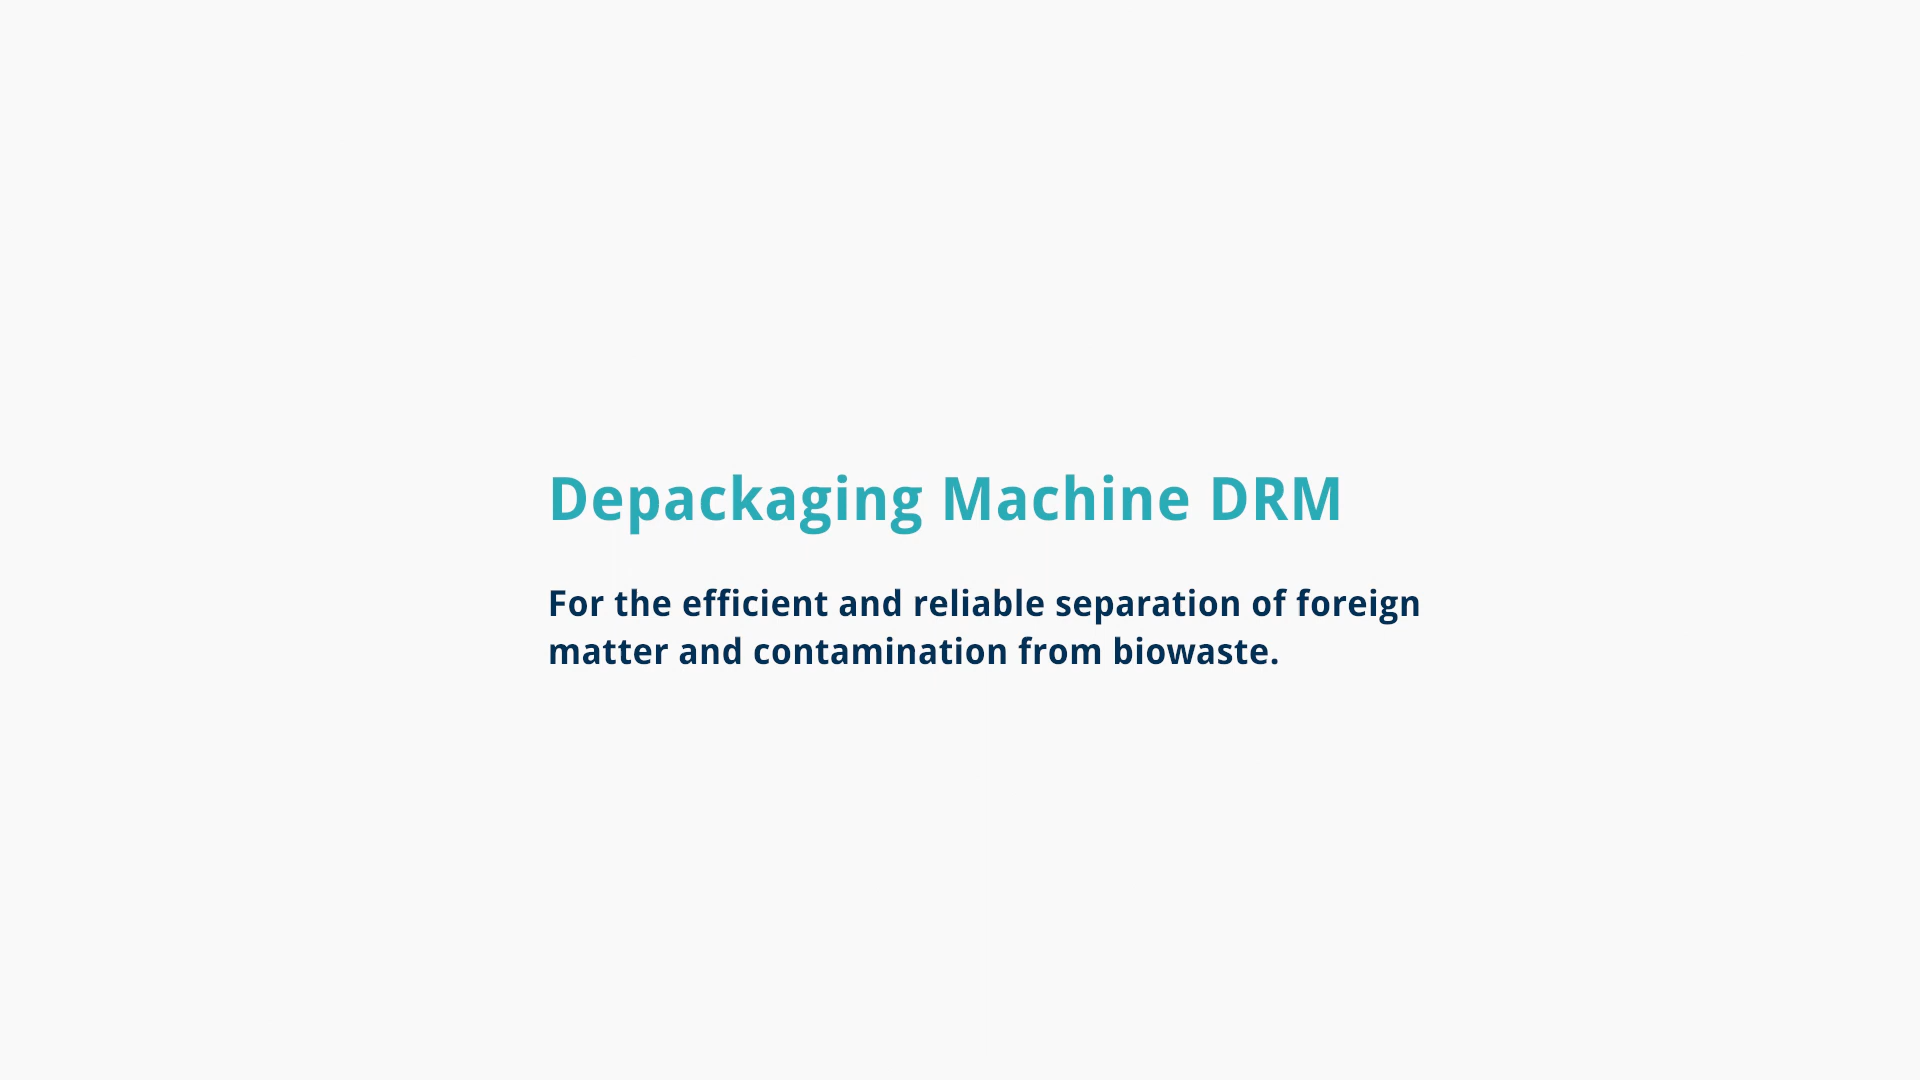 Depackaging Machine DRM
For the efficient and reliable separation of foreign
matter and contamination from biowaste.